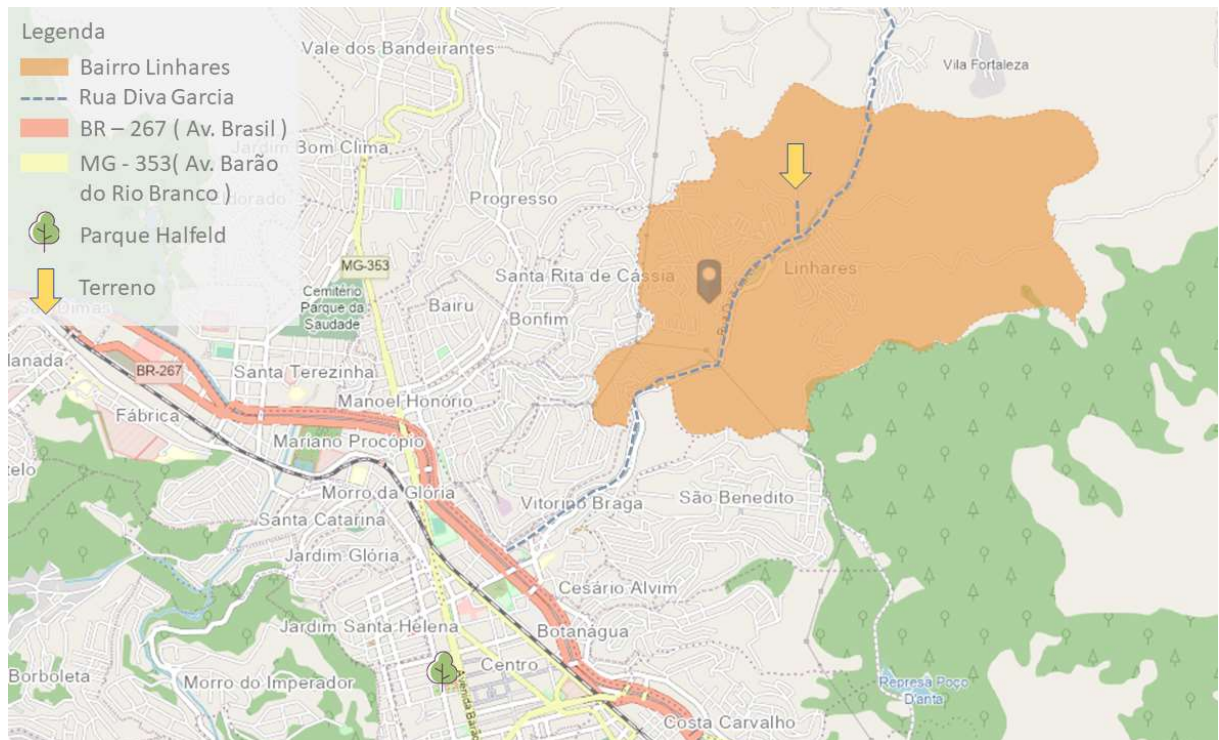 Legenda
Bairro Linhares
Rua Diva Garcia
BR – 267 ( Av. Brasil )
MG - 353( Av. Barão
do Rio Branco )
Parque Halfeld
Terreno
Vale dos Bandeirantes
Vila Fortaleza
Jardim Bom Clima
Progresso
MG-353
Santa Rita de Cássia
Linhares
Cemitério
Parque da
Saudade
Bairu
Bonfim
BR-267
Santa Terezinha
Manoel Honório
Fábrica
Mariano Procópio
Morro da Glória
Vitorino Braga
São Benedito
Santa Catarina
Jardim Glória
Cesário Alvim
Jardim Santa Helena
Botanágua
Centro
Borboleta
Morro do Imperador
Avenida Barão
Represa Poço
D'anta
Costa Carvalho